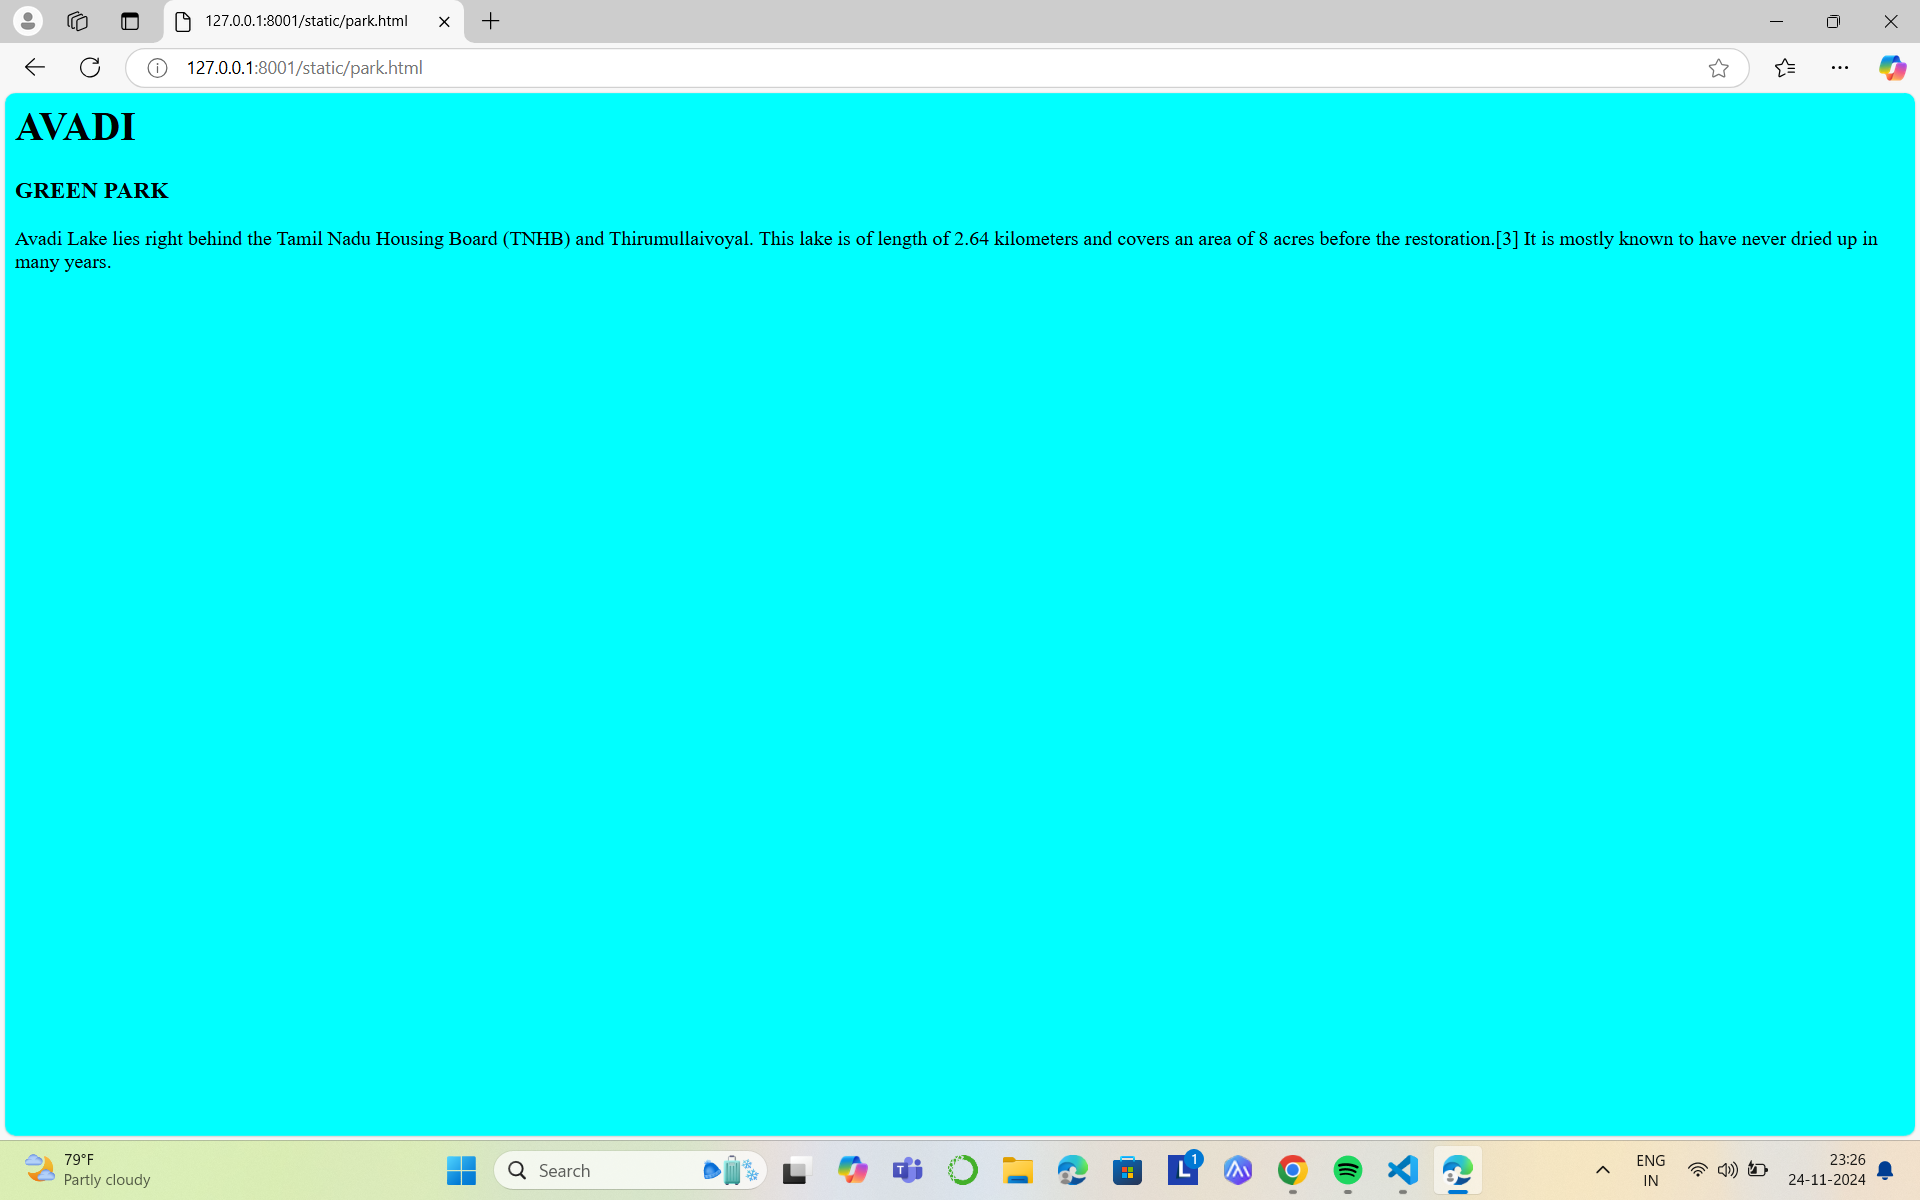 127.0.0.1:8001/static/park.html
127.0.0.1:8001/static/park.html
AVADI
GREEN PARK
Avadi Lake lies right behind the Tamil Nadu Housing Board (TNHB) and Thirumullaivoyal. This lake is of length of 2.64 kilometers and covers an area of 8 acres before the restoration.[3] It is mostly known to have never dried up in
many years.
79°F
Partly cloudy
Search
L
1
ENG
IN
23:26
24-11-2024